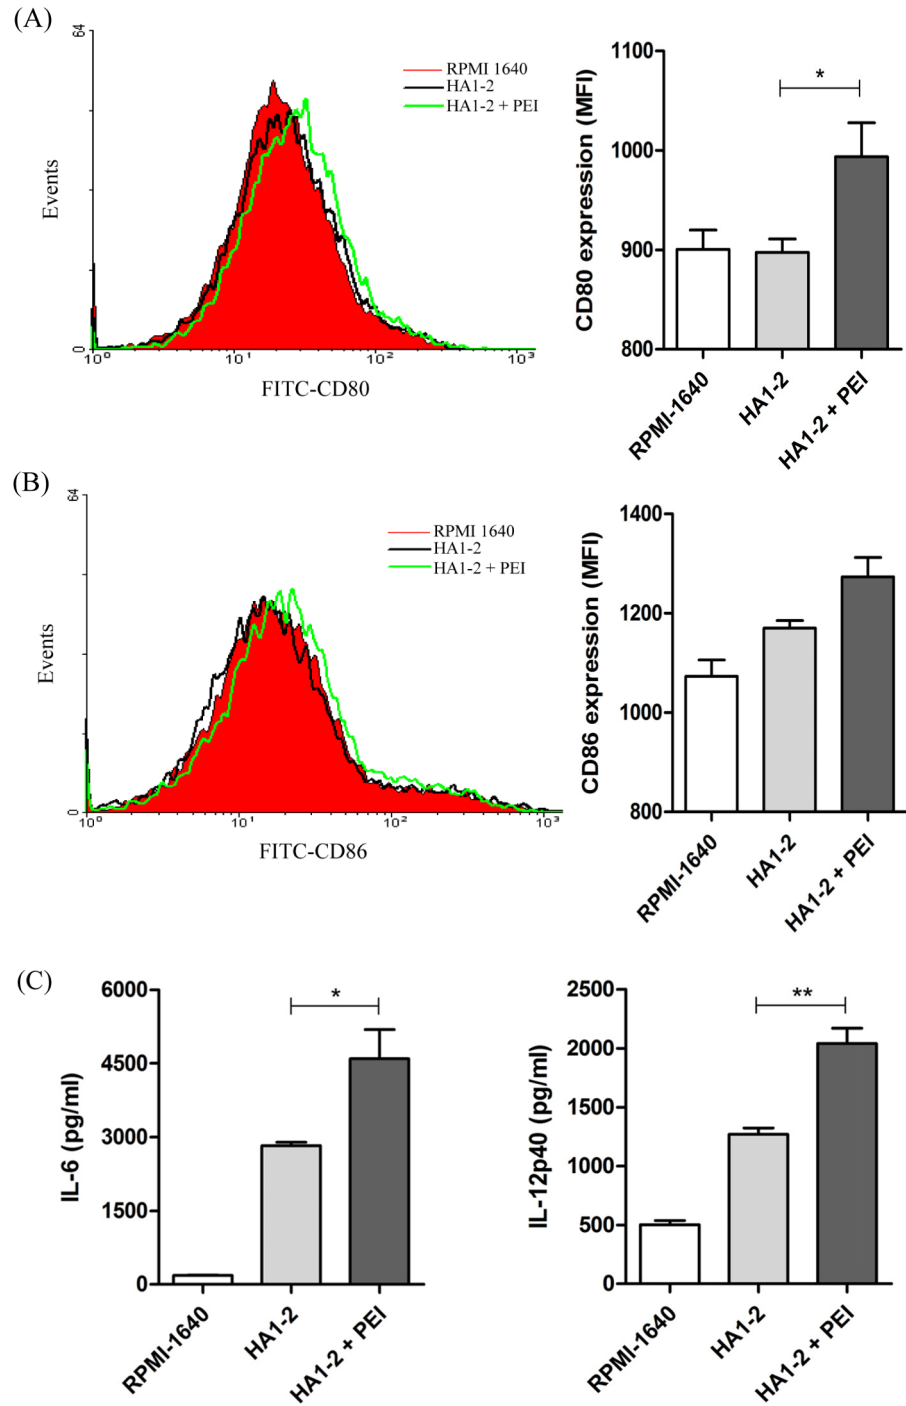 (A)
64
Events
0
10⁰ 10¹ 10² 10³
FITC-CD80
RPMI 1640
HA1-2
HA1-2 + PEI
CD80 expression (MFI)
1100
1000
900
800
*
RPMI-1640
HA1-2
HA1-2 + PEI
(B)
64
Events
0
10⁰ 10¹ 10² 10³
FITC-CD86
RPMI 1640
HA1-2
HA1-2 + PEI
CD86 expression (MFI)
1400
1200
1000
800
RPMI-1640
HA1-2
HA1-2 + PEI
(C)
IL-6 (pg/ml)
6000
4500
3000
1500
0
*
RPMI-1640
HA1-2
HA1-2 + PEI
IL-12p40 (pg/ml)
2500
2000
1500
1000
500
0
**
RPMI-1640
HA1-2
HA1-2 + PEI